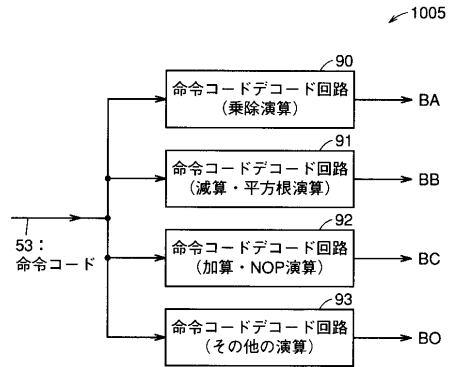 1005
90
命令コードデコード回路
(乗除演算)
BA
91
命令コードデコード回路
(減算・平方根演算)
BB
53:
命令コード
92
命令コードデコード回路
(加算・NOP演算)
BC
93
命令コードデコード回路
(その他の演算)
BO